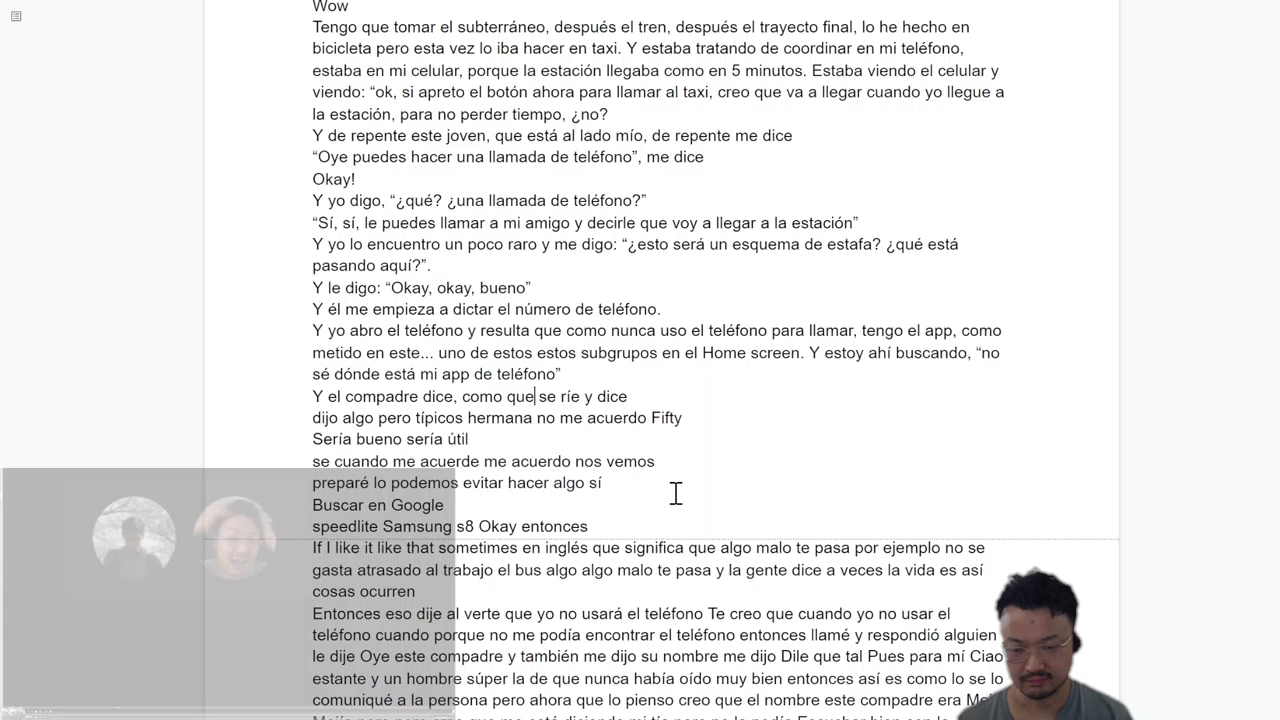 Wow
Tengo que tomar el subterráneo, después el tren, después el trayecto final, lo he hecho en
bicicleta pero esta vez lo iba hacer en taxi. Y estaba tratando de coordinar en mi teléfono,
estaba en mi celular, porque la estación llegaba como en 5 minutos. Estaba viendo el celular y
viendo: “ok, si apreto el botón ahora para llamar al taxi, creo que va a llegar cuando yo llegue a
la estación, para no perder tiempo, ¿no?
Y de repente este joven, que está al lado mío, de repente me dice
“Oye puedes hacer una llamada de teléfono”, me dice
Okay!
Y yo digo, “¿qué? ¿una llamada de teléfono?”
“Sí, sí, le puedes llamar a mi amigo y decirle que voy a llegar a la estación”
Y yo lo encuentro un poco raro y me digo: “¿esto será un esquema de estafa? ¿qué está
pasando aquí?”.
Y le digo: “Okay, okay, bueno”
Y él me empieza a dictar el número de teléfono.
Y yo abro el teléfono y resulta que como nunca uso el teléfono para llamar, tengo el app, como
metido en este... uno de estos estos subgrupos en el Home screen. Y estoy ahí buscando, “no
sé dónde está mi app de teléfono”
Y el compadre dice, como que se ríe y dice
dijo algo pero típicos hermana no me acuerdo Fifty
Sería bueno sería útil
se cuando me acuerde me acuerdo nos vemos
preparé lo podemos evitar hacer algo sí
Buscar en Google
speedlite Samsung s8 Okay entonces
If I like it like that sometimes en inglés que significa que algo malo te pasa por ejemplo no se
gasta atrasado al trabajo el bus algo algo malo te pasa y la gente dice a veces la vida es así
cosas ocurren
Entonces eso dije al verte que yo no usará el teléfono Te creo que cuando yo no usar el
teléfono cuando porque no me podía encontrar el teléfono entonces llamé y respondió alguien
le dije Oye este compadre y también me dijo su nombre me dijo Dile que tal Pues para mí Ciao
estante y un hombre súper la de que nunca había oído muy bien entonces así es como lo se lo
comuniqué a la persona pero ahora que lo pienso creo que el nombre este compadre era